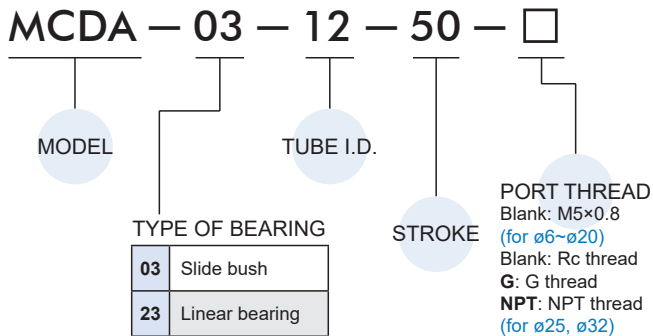 MCDA – 03 – 12 – 50 – □
MODEL
TUBE I.D.
TYPE OF BEARING
03 Slide bush
23 Linear bearing
STROKE
PORT THREAD
Blank: M5×0.8
(for ø6~ø20)
Blank: Rc thread
G: G thread
NPT: NPT thread
(for ø25, ø32)